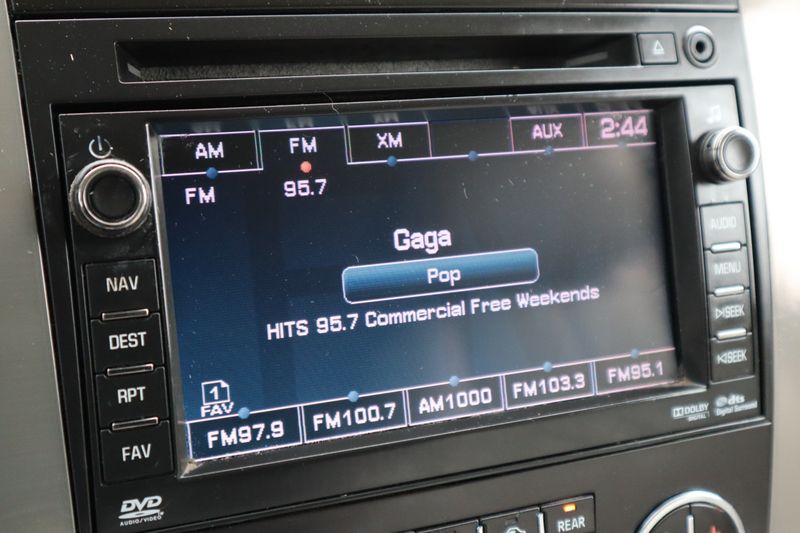 AM FM XM AUX 2:44
FM 95.7
Gaga
Pop
HITS 95.7 Commercial Free Weekends
1
FAV
FM97.9 FM100.7 AM1000 FM103.3 FM95.1
NAV
DEST
RPT
FAV
AUDIO
MENU
SEEK
SEEK
DVD
AUDIO/VIDEO
DOLBY
DIGITAL
dts
Digital Surround
REAR